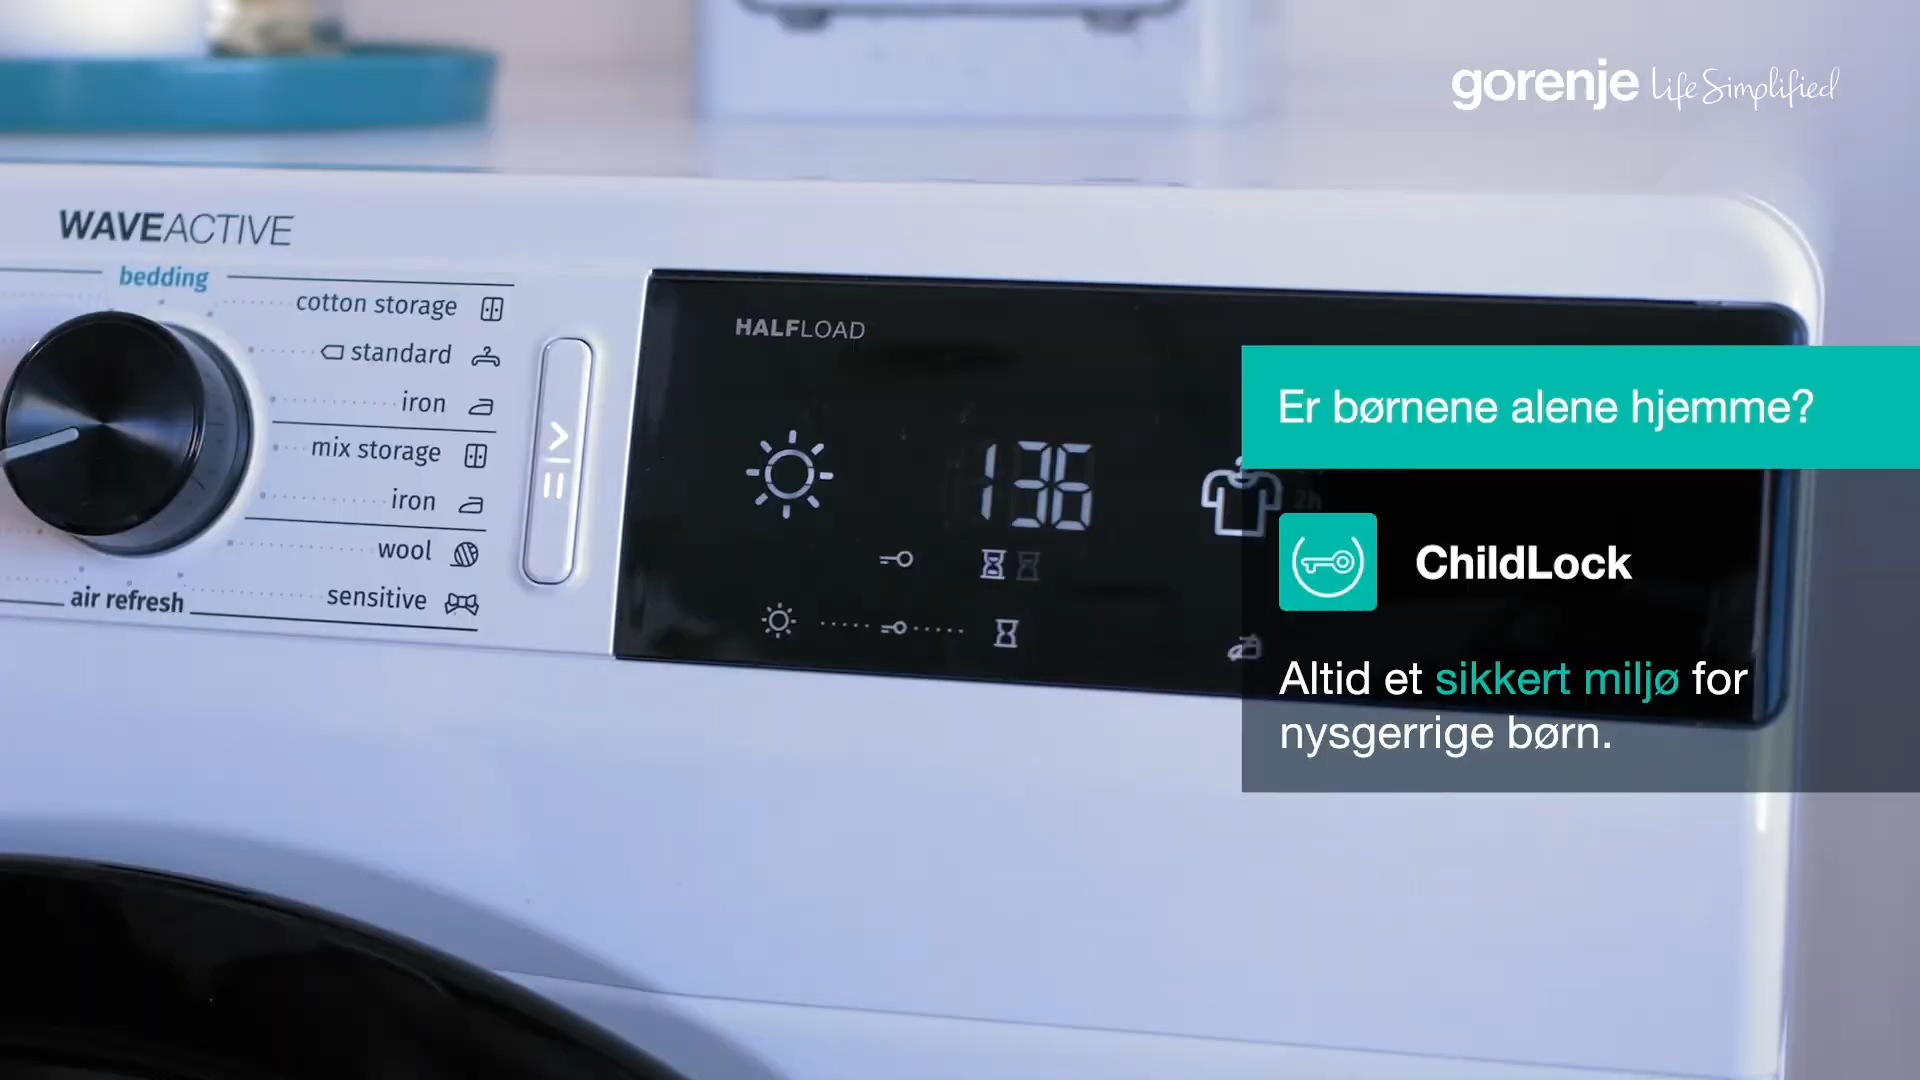 gorenje Life Simplified
WAVEACTIVE
bedding
cotton storage
standard
iron
mix storage
iron
wool
sensitive
air refresh
HALFLOAD
136
2h
Er børnene alene hjemme?
ChildLock
Altid et sikkert miljø for
nysgerrige børn.